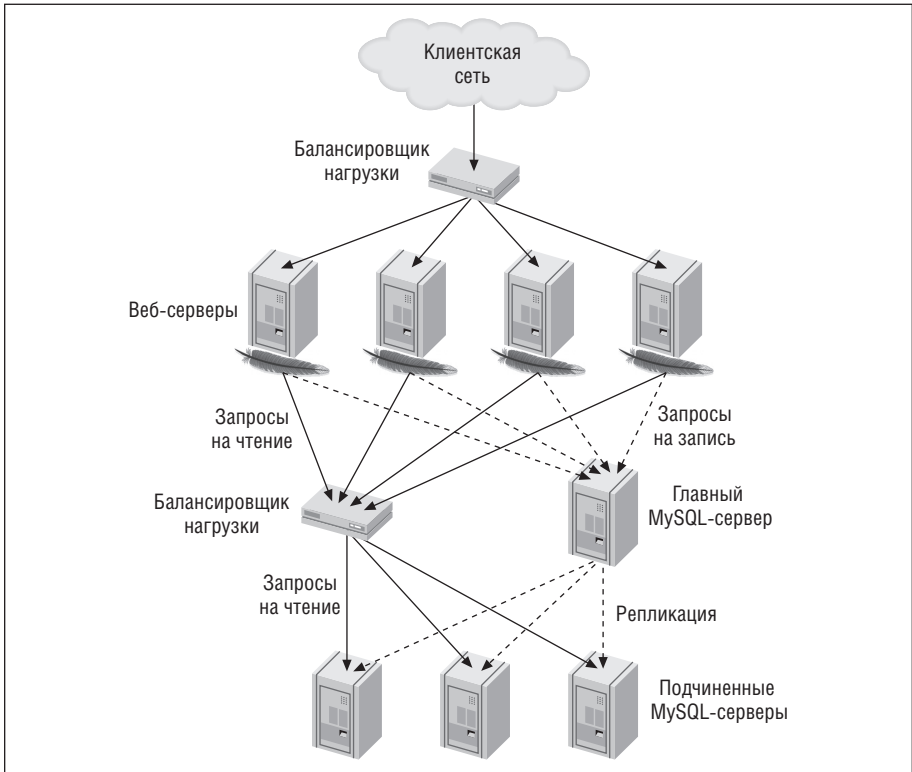 Клиентская
сеть
Балансировщик
нагрузки
Веб-серверы
Запросы
на чтение
Запросы
на запись
Балансировщик
нагрузки
Главный
MySQL-сервер
Запросы
на чтение
Репликация
Подчиненные
MySQL-серверы